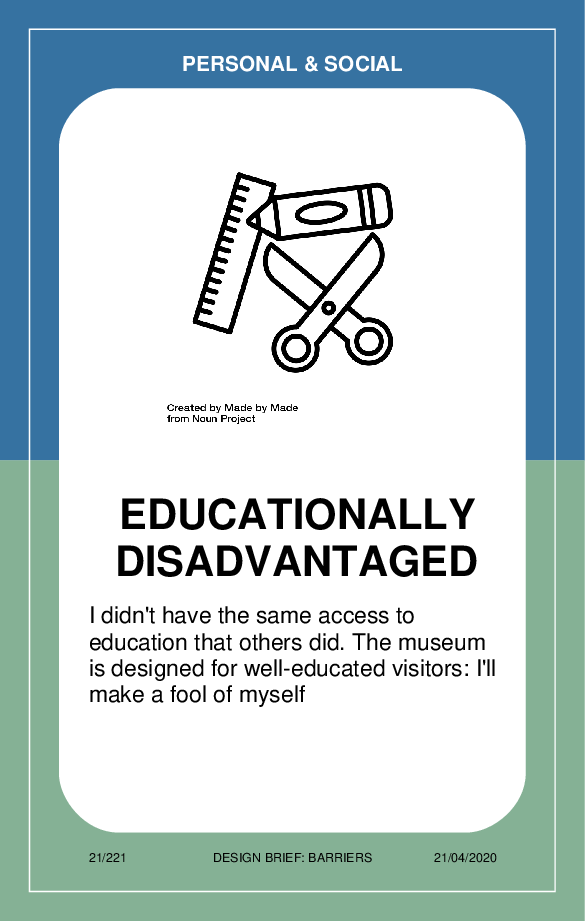 PERSONAL & SOCIAL
Created by Made by Made
from Noun Project
EDUCATIONALLY
DISADVANTAGED
I didn't have the same access to
education that others did. The museum
is designed for well-educated visitors: I'll
make a fool of myself
21/221
DESIGN BRIEF: BARRIERS
21/04/2020